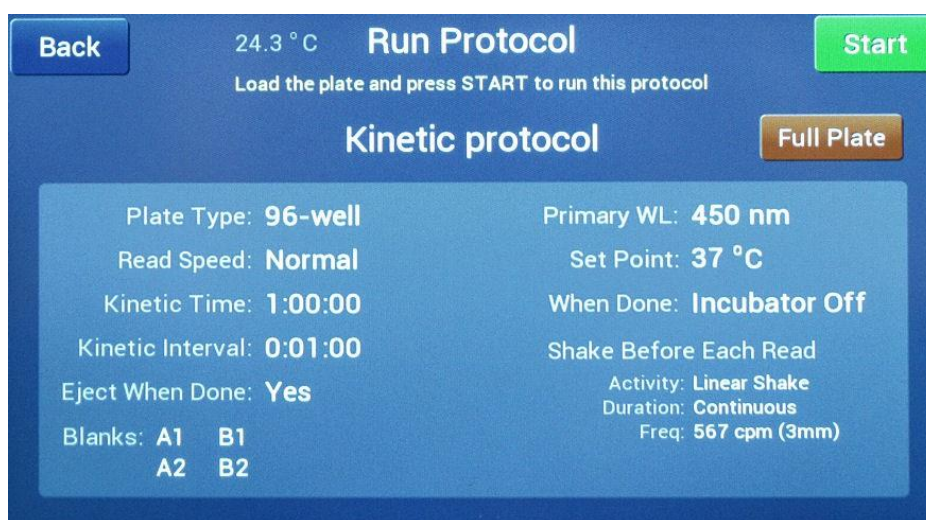 Back
24.3 °C
Run Protocol
Start
Load the plate and press START to run this protocol
Kinetic protocol
Full Plate
Plate Type: 96-well
Read Speed: Normal
Kinetic Time: 1:00:00
Kinetic Interval: 0:01:00
Eject When Done: Yes
Blanks: A1 B1
A2 B2
Primary WL: 450 nm
Set Point: 37 °C
When Done: Incubator Off
Shake Before Each Read
Activity: Linear Shake
Duration: Continuous
Freq: 567 cpm (3mm)